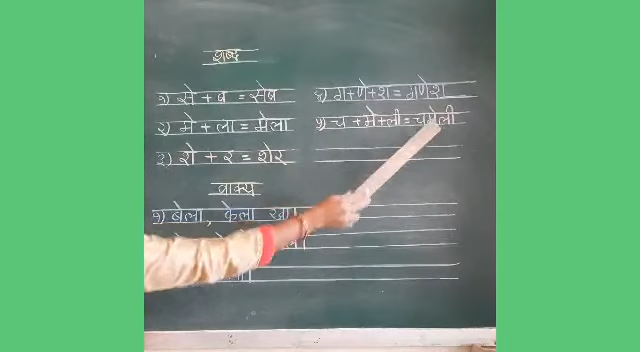 शब्द
१) से + ब = सेब
२) मे + ला = मेला
३) शे + र = शेर
४) ग+णे+श = गणेश
५) च +मे+ली = चमेली
वाक्य
१) बेला, केला खा।